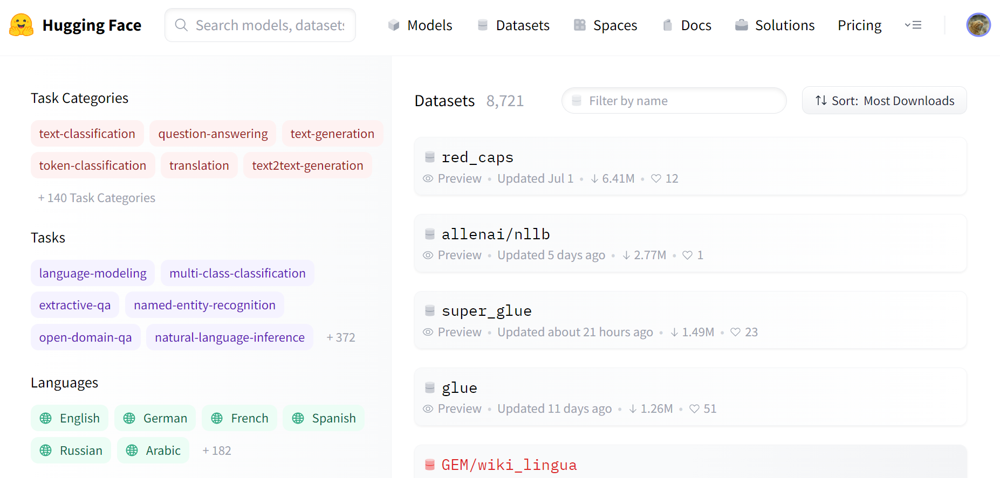 Hugging Face
Search models, datasets
Models
Datasets
Spaces
Docs
Solutions
Pricing
Task Categories
text-classification
question-answering
text-generation
token-classification
translation
text2text-generation
+ 140 Task Categories
Tasks
language-modeling
multi-class-classification
extractive-qa
named-entity-recognition
open-domain-qa
natural-language-inference
+ 372
Languages
English
German
French
Spanish
Russian
Arabic
+ 182
Datasets 8,721
Filter by name
Sort: Most Downloads
red_caps
Preview • Updated Jul 1 • ↓ 6.41M • ♡ 12
allenai/nllb
Preview • Updated 5 days ago • ↓ 2.77M • ♡ 1
super_glue
Preview • Updated about 21 hours ago • ↓ 1.49M • ♡ 23
glue
Preview • Updated 11 days ago • ↓ 1.26M • ♡ 51
GEM/wiki_lingua